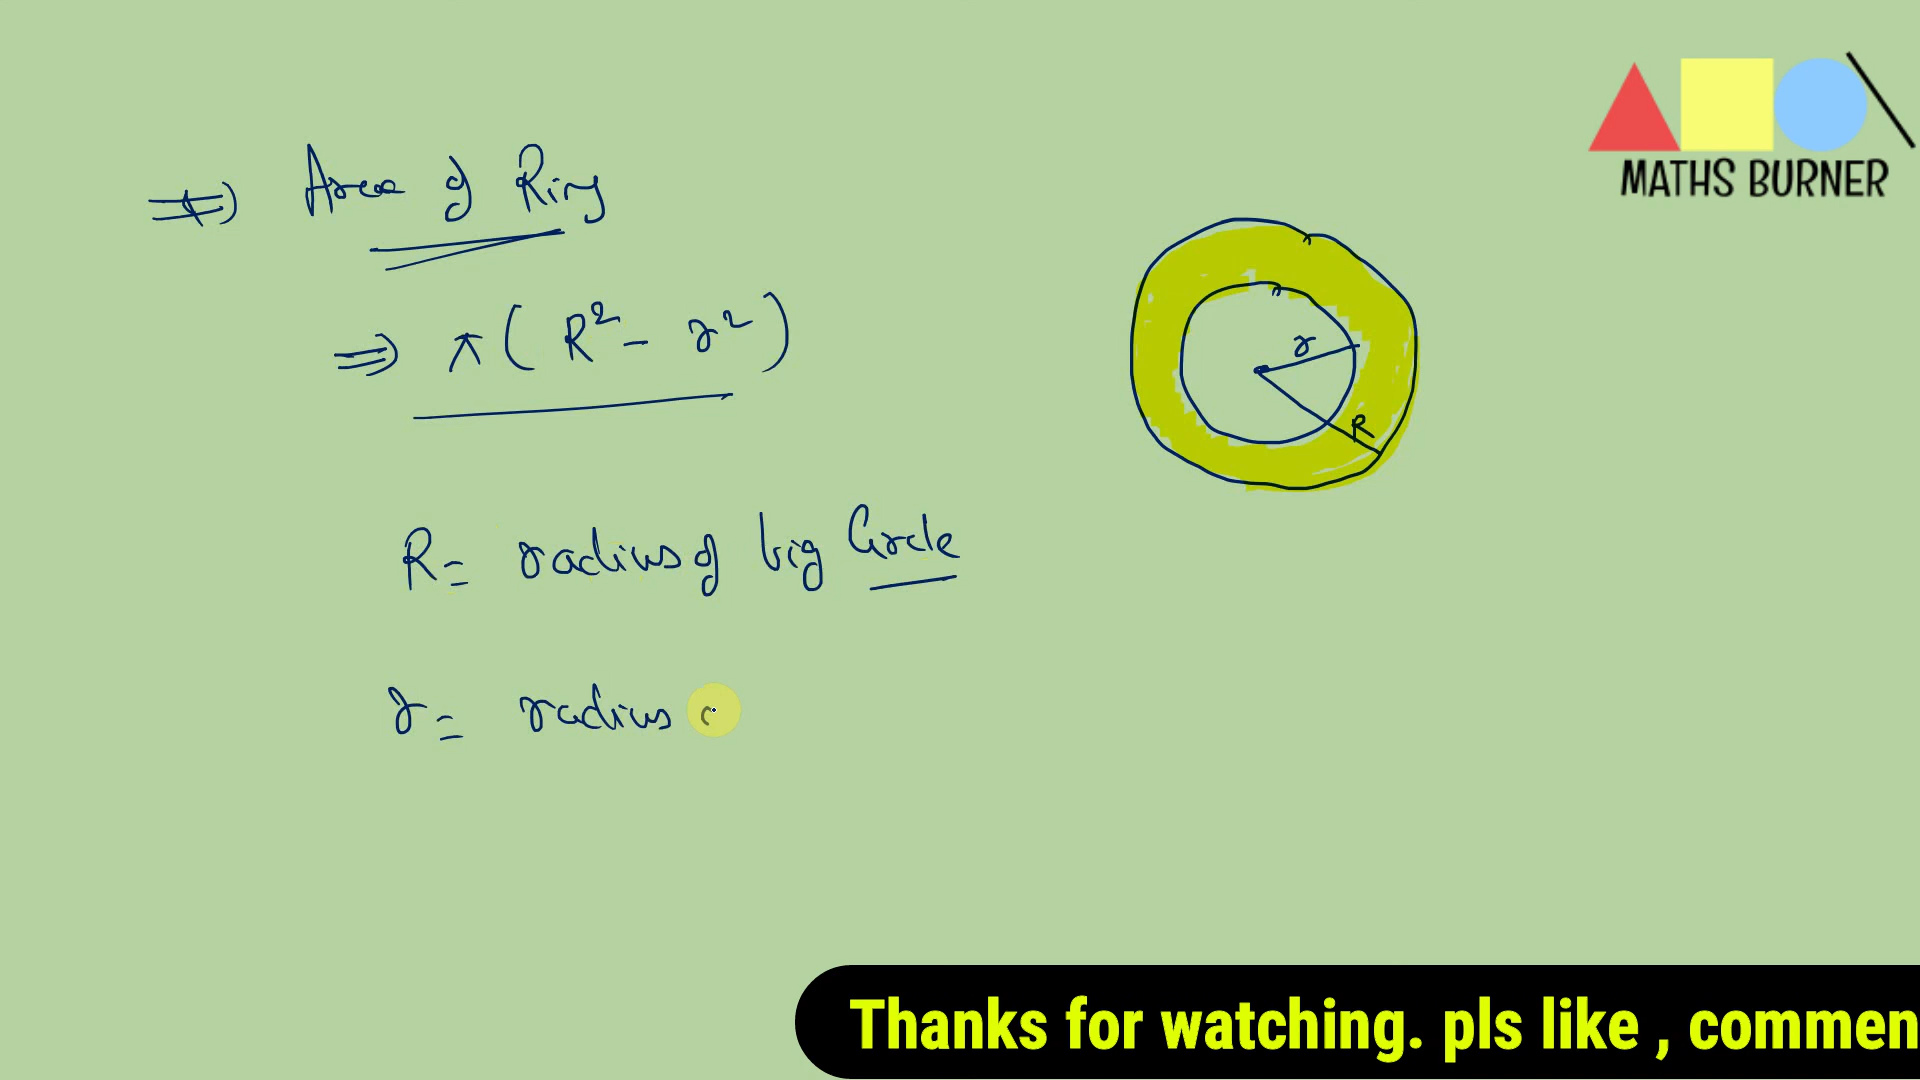 ⇒ Area of Ring
MATHS BURNER
⇒ π ( R² - r² )
r
R
R = radius of big Circle
r = radius
Thanks for watching. pls like , commen